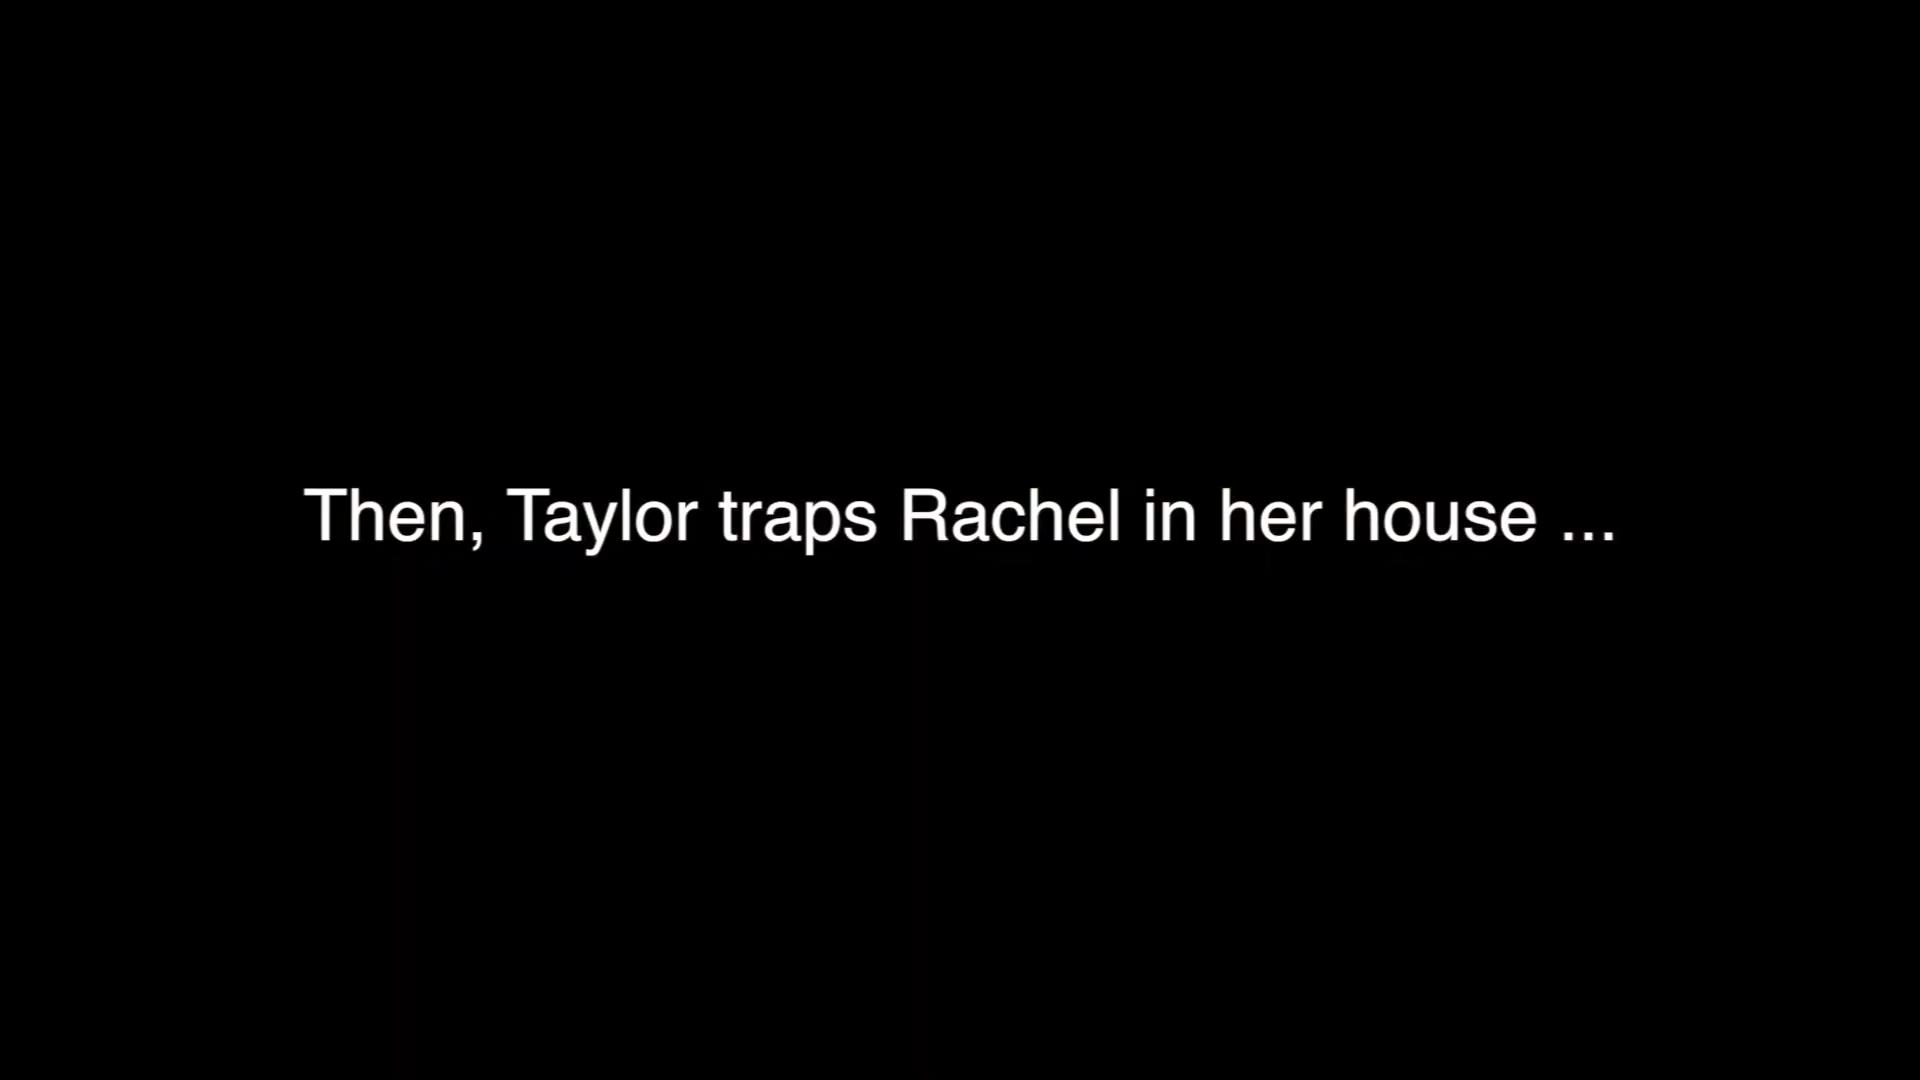 Then, Taylor traps Rachel in her house ...